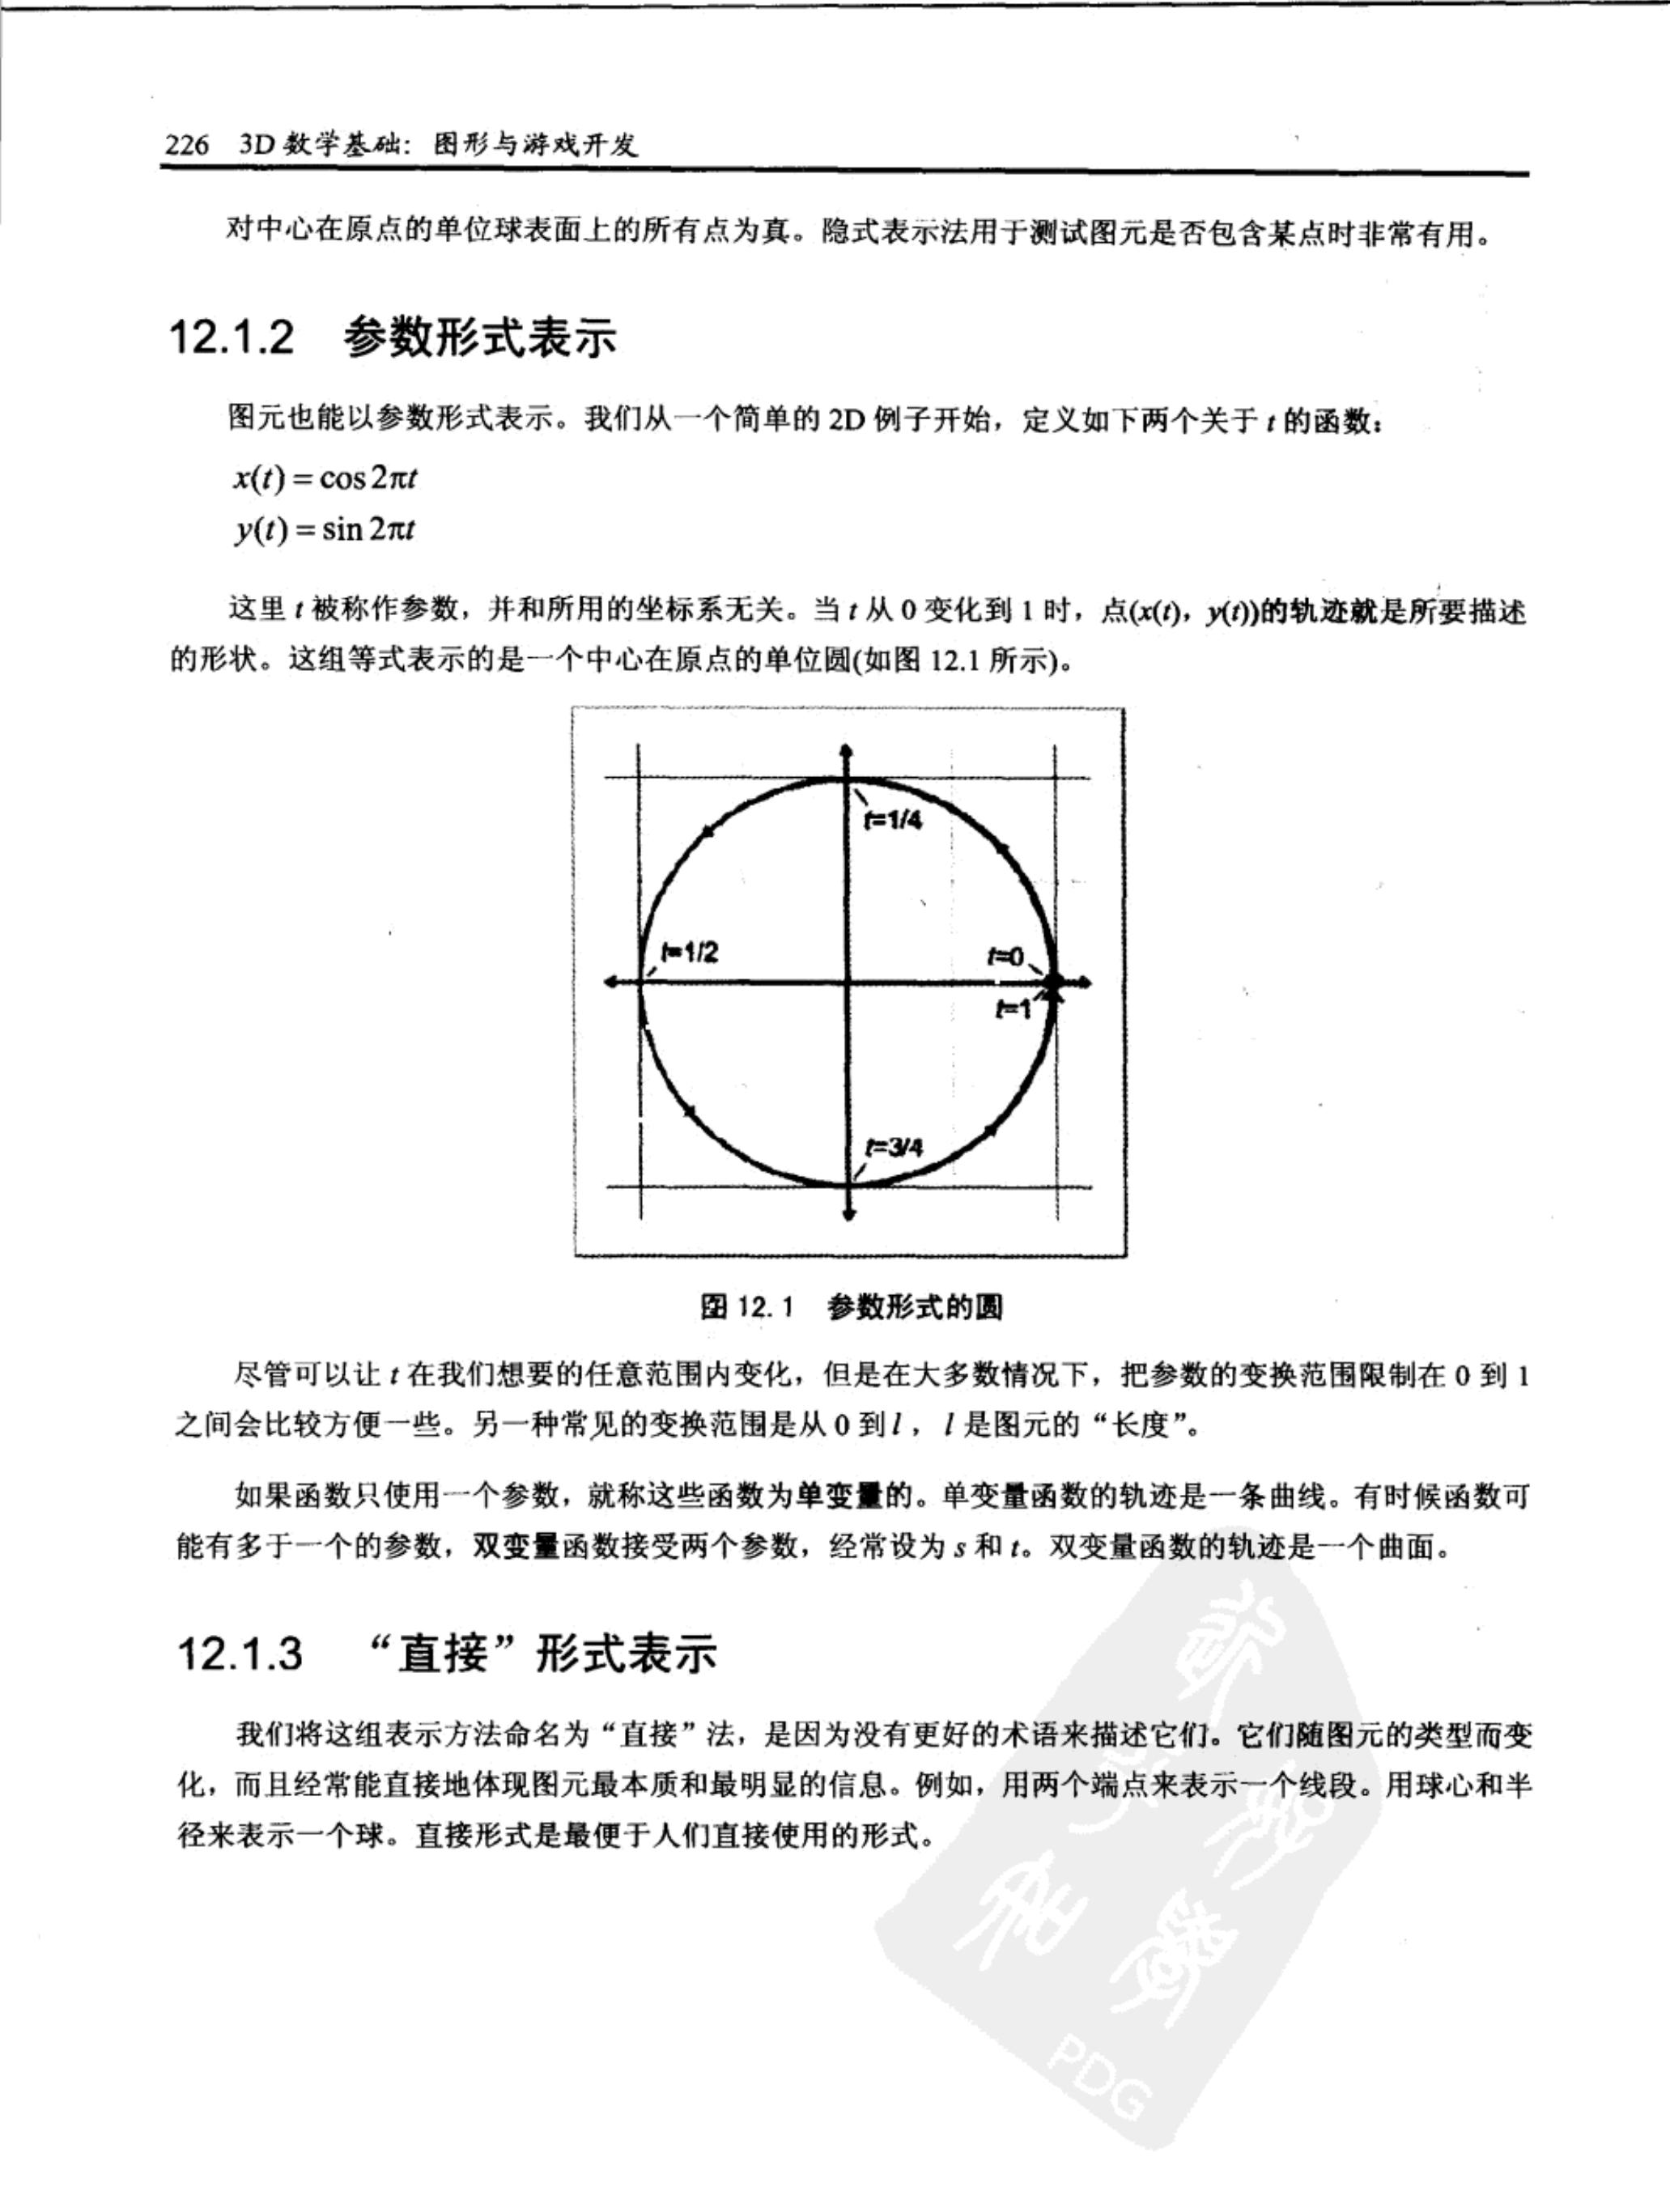 226 3D 数学基础：图形与游戏开发
对中心在原点的单位球表面上的所有点为真。隐式表示法用于测试图元是否包含某点时非常有用。
12.1.2 参数形式表示
图元也能以参数形式表示。我们从一个简单的 2D 例子开始，定义如下两个关于 t 的函数：
x(t) = cos 2πt
y(t) = sin 2πt
这里 t 被称作参数，并和所用的坐标系无关。当 t 从 0 变化到 1 时，点(x(t)，y(t))的轨迹就是所要描述
的形状。这组等式表示的是一个中心在原点的单位圆(如图 12.1 所示)。
t=1/4
t=1/2
t=0
t=1
t=3/4
图 12.1 参数形式的圆
尽管可以让 t 在我们想要的任意范围内变化，但是在大多数情况下，把参数的变换范围限制在 0 到 1
之间会比较方便一些。另一种常见的变换范围是从 0 到 l，l 是图元的“长度”。
如果函数只使用一个参数，就称这些函数为单变量的。单变量函数的轨迹是一条曲线。有时候函数可
能有多于一个的参数，双变量函数接受两个参数，经常设为 s 和 t。双变量函数的轨迹是一个曲面。
12.1.3 “直接”形式表示
我们将这组表示方法命名为“直接”法，是因为没有更好的术语来描述它们。它们随图元的类型而变
化，而且经常能直接地体现图元最本质和最明显的信息。例如，用两个端点来表示一个线段。用球心和半
径来表示一个球。直接形式是最便于人们直接使用的形式。
PDG